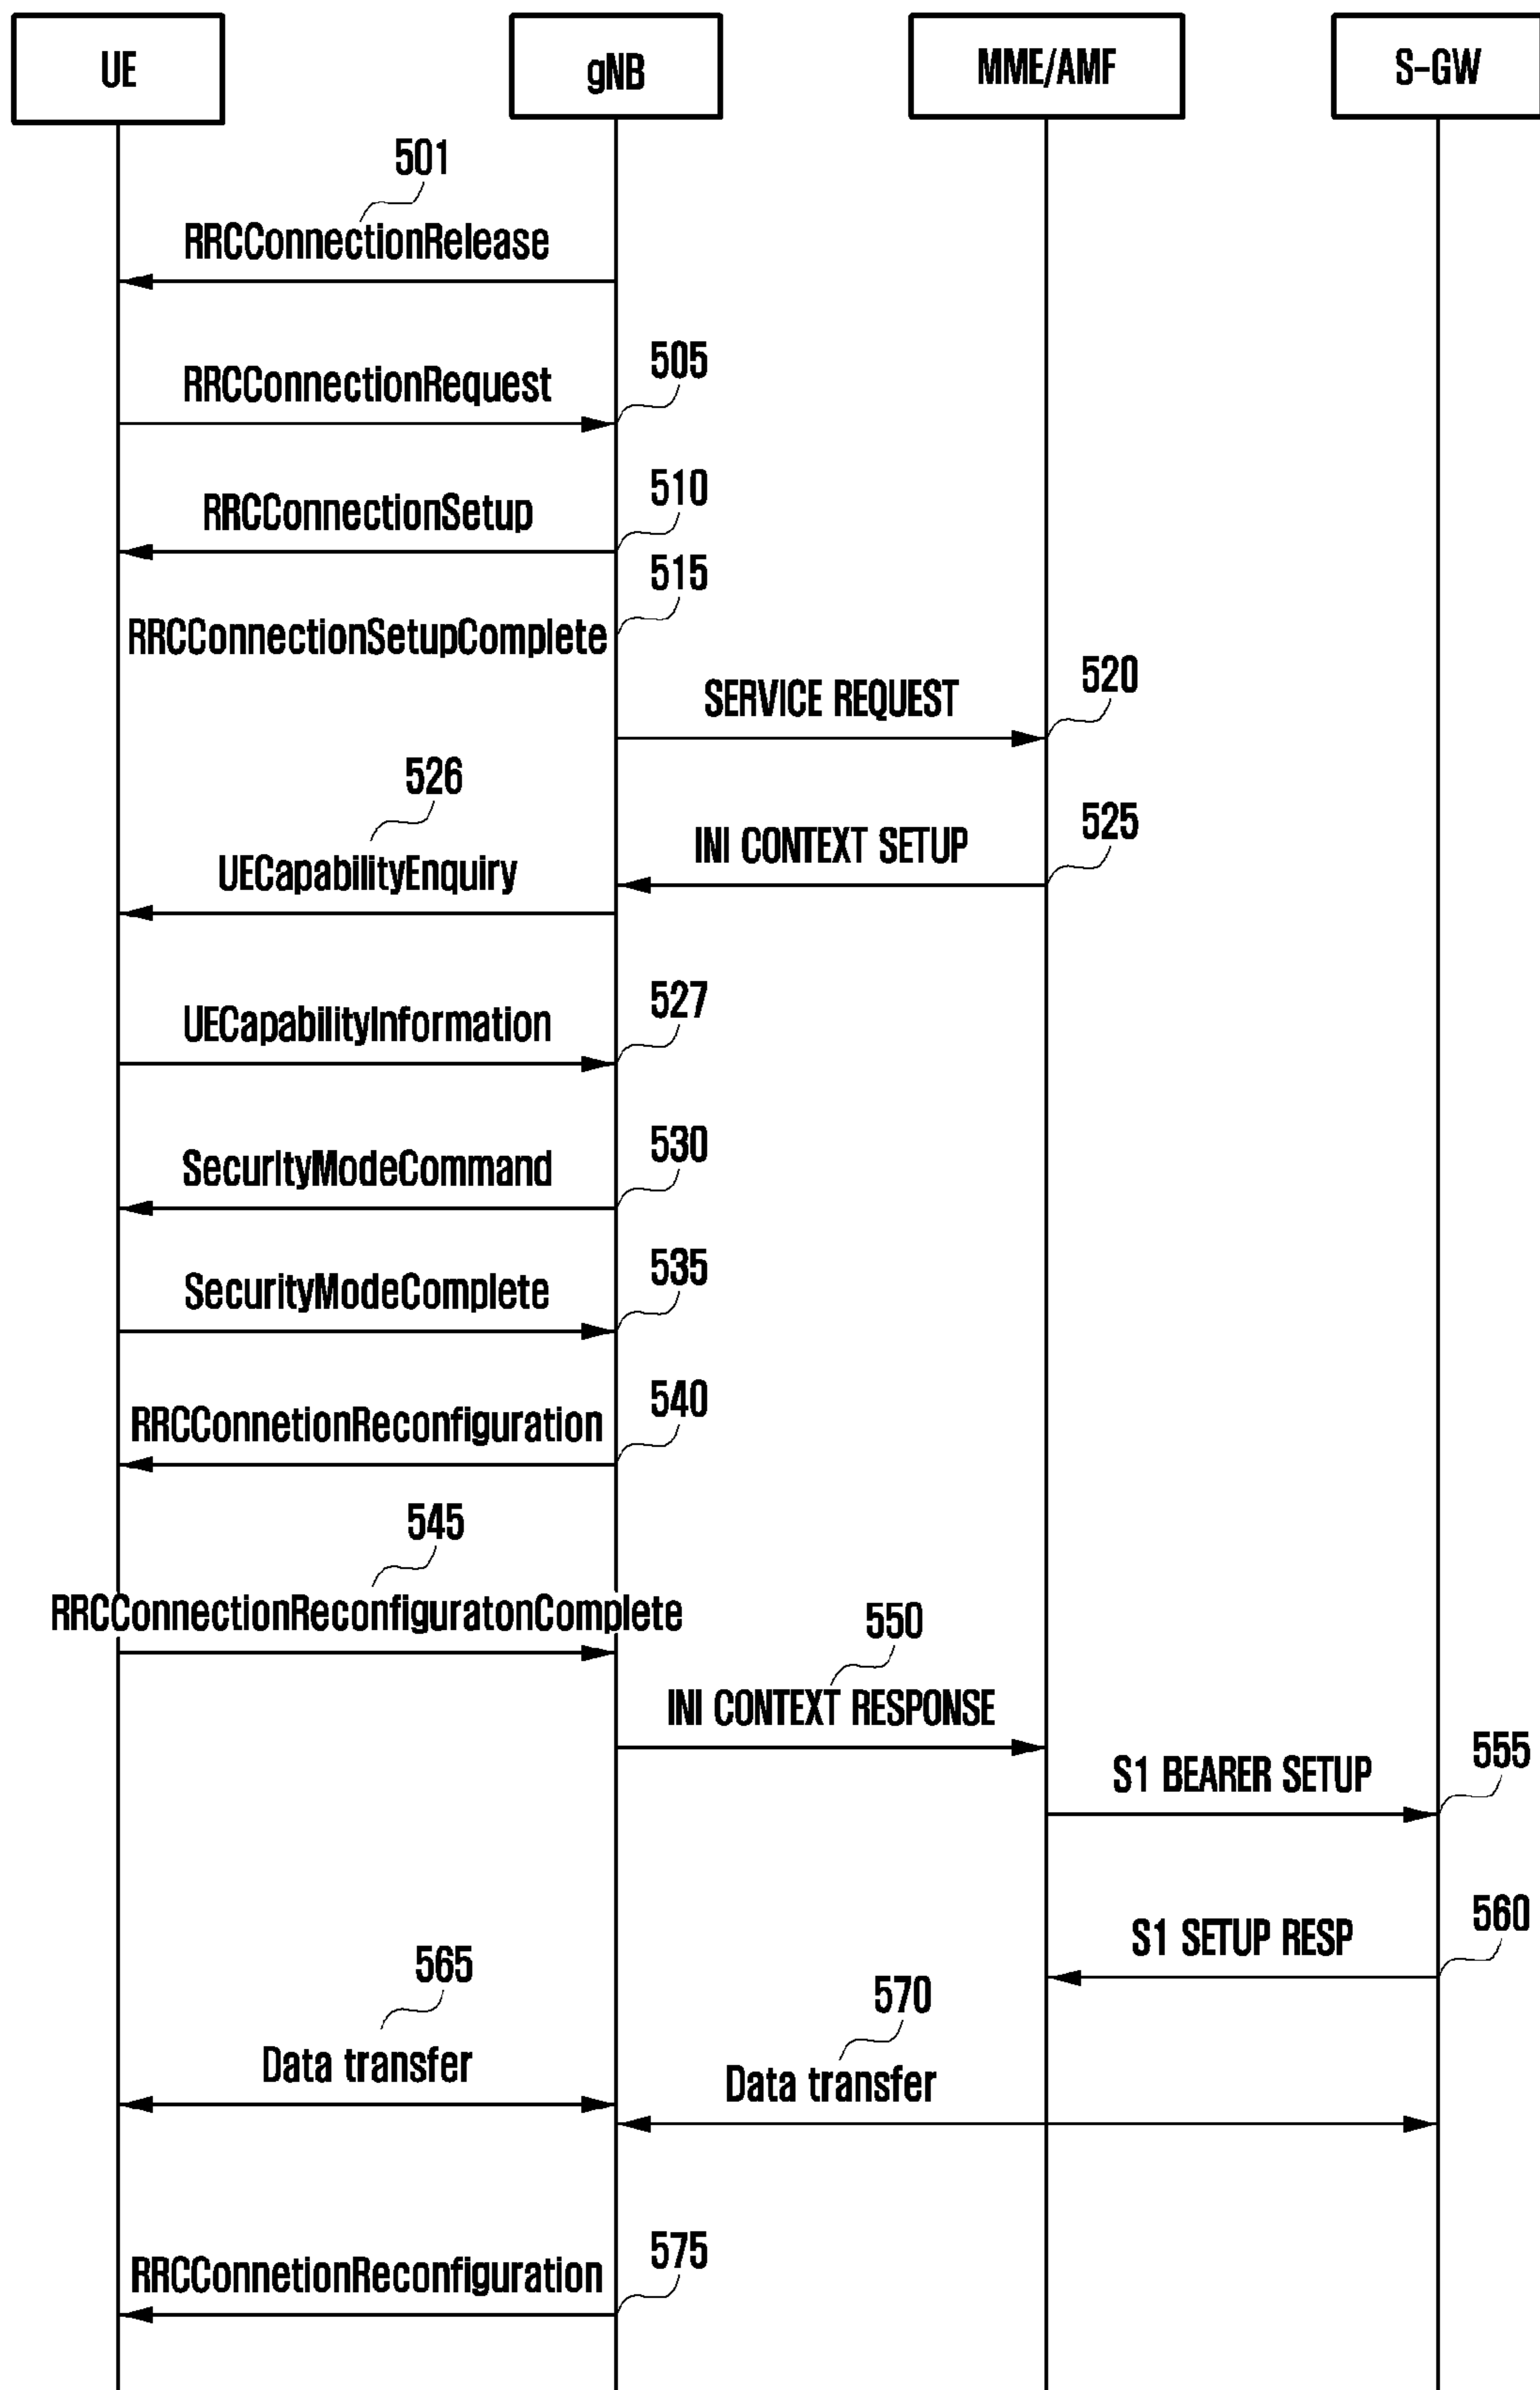 UE
gNB
MME/AMF
S-GW
501
RRCConnectionRelease
505
RRCConnectionRequest
510
RRCConnectionSetup
515
RRCConnectionSetupComplete
520
SERVICE REQUEST
526
525
INI CONTEXT SETUP
UECapabilityEnquiry
527
UECapabilityInformation
530
SecurityModeCommand
535
SecurityModeComplete
540
RRCConnetionReconfiguration
545
RRCConnectionReconfiguratonComplete
550
INI CONTEXT RESPONSE
555
S1 BEARER SETUP
560
S1 SETUP RESP
565
570
Data transfer
Data transfer
575
RRCConnetionReconfiguration